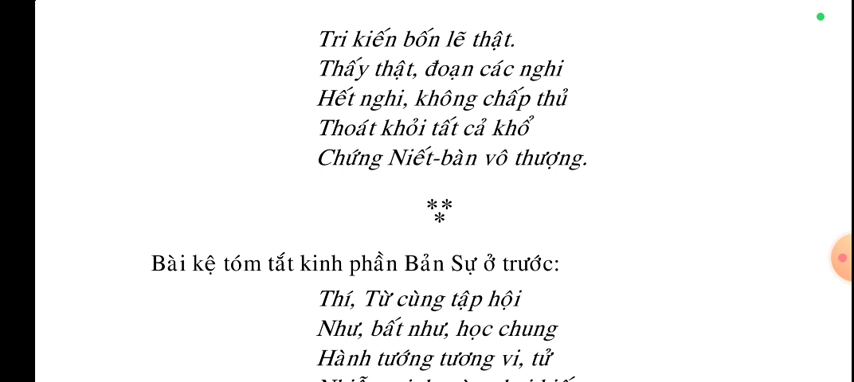 Tri kiến bốn lẽ thật.
Thấy thật, đoạn các nghi
Hết nghi, không chấp thủ
Thoát khỏi tất cả khổ
Chứng Niết-bàn vô thượng.
**
*
Bài kệ tóm tắt kinh phần Bản Sự ở trước:
Thí, Từ cùng tập hội
Như, bất như, học chung
Hành tướng tương vi, tử